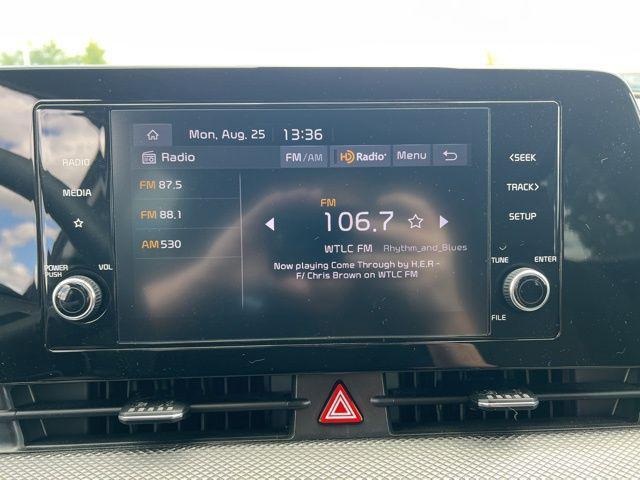 Mon, Aug. 25 13:36
Radio FM/AM HD Radio Menu
FM 87.5
FM 88.1
AM 530
FM
106.7
WTLC FM Rhythm_and_Blues
Now playing Come Through by H.E.R -
F/ Chris Brown on WTLC FM
RADIO
MEDIA
POWER
PUSH
VOL
<SEEK
TRACK>
SETUP
TUNE
ENTER
FILE